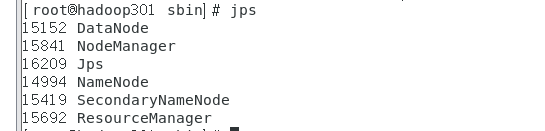 [root@hadoop301 sbin]# jps
15152 DataNode
15841 NodeManager
16209 Jps
14994 NameNode
15419 SecondaryNameNode
15692 ResourceManager